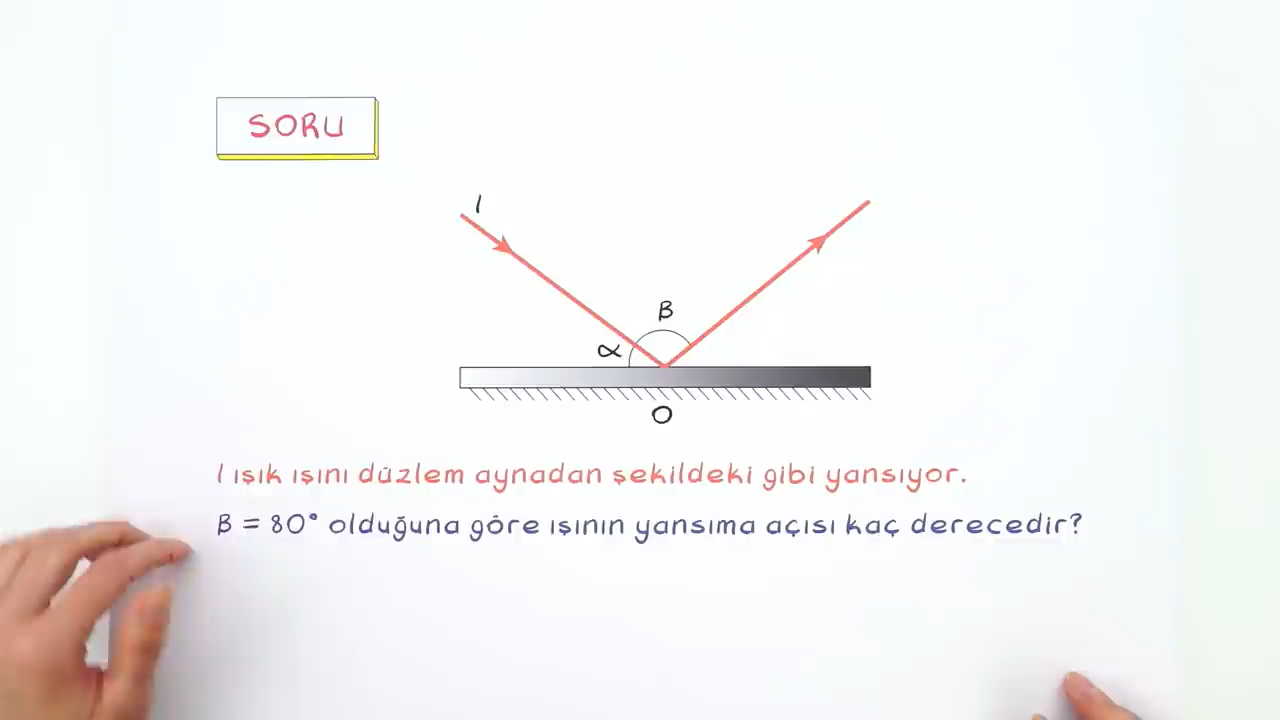 SORU
I
β
α
O
I ışık ışını düzlem aynadan şekildeki gibi yansıyor.
β = 80° olduğuna göre ışının yansıma açısı kaç derecedir?